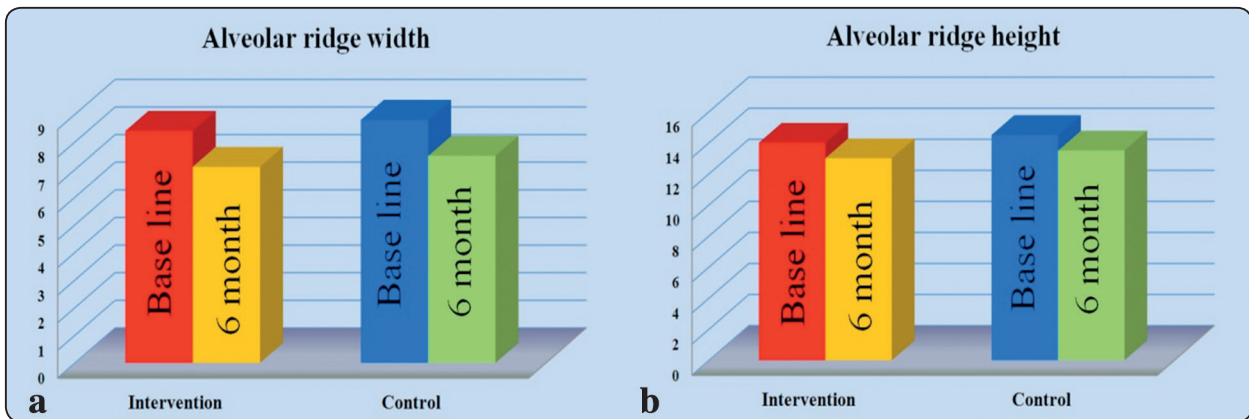 Alveolar ridge width
9
8
7
6
5
4
3
2
1
0
Base line
6 month
Base line
6 month
Intervention Control
a
Alveolar ridge height
16
14
12
10
8
6
4
2
0
Base line
6 month
Base line
6 month
Intervention Control
b